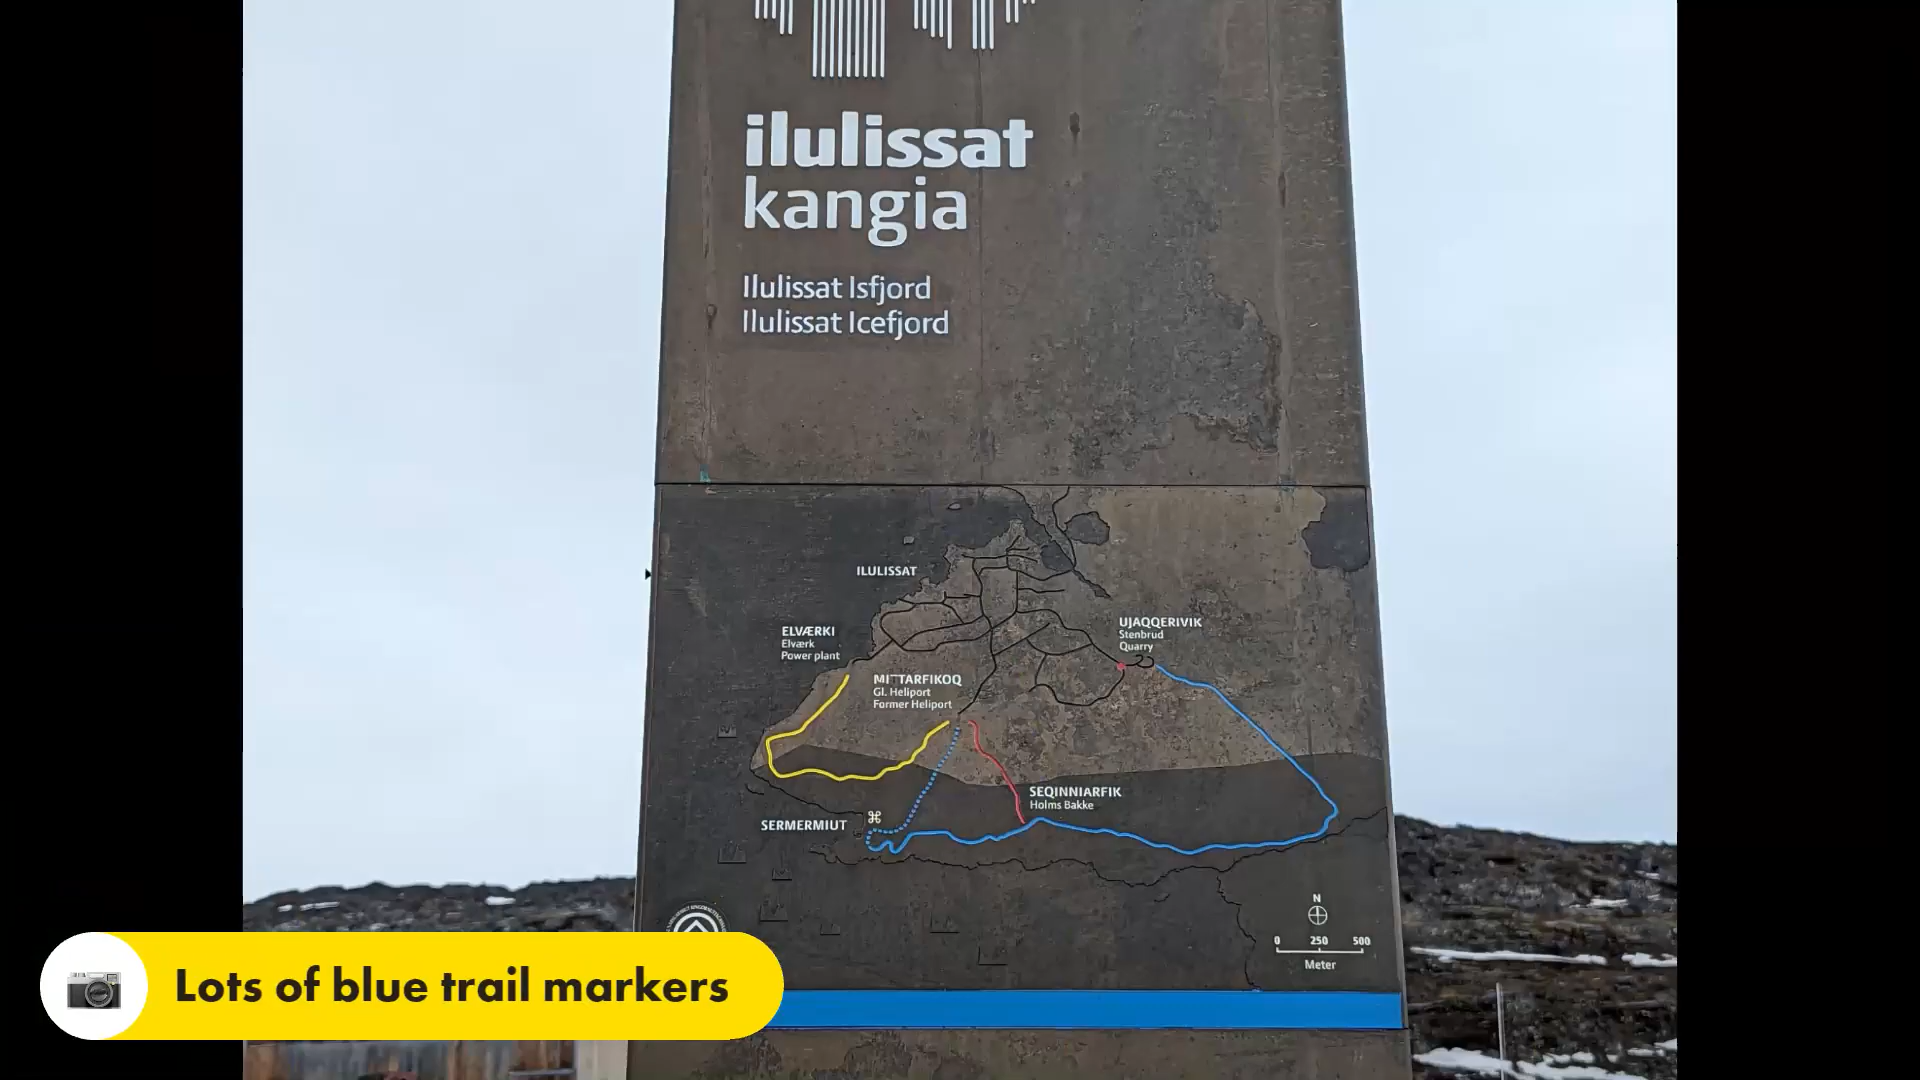 ilulissat
kangia
Ilulissat Isfjord
Ilulissat Icefjord
ILULISSAT
ELVÆRKI
Elværk
Power plant
UJAQQERIVIK
Stenbrud
Quarry
MITTARFIKOQ
Gl. Heliport
Former Heliport
SEQINNIARFIK
Holms Bakke
SERMERMIUT
N
0 250 500
Meter
Lots of blue trail markers